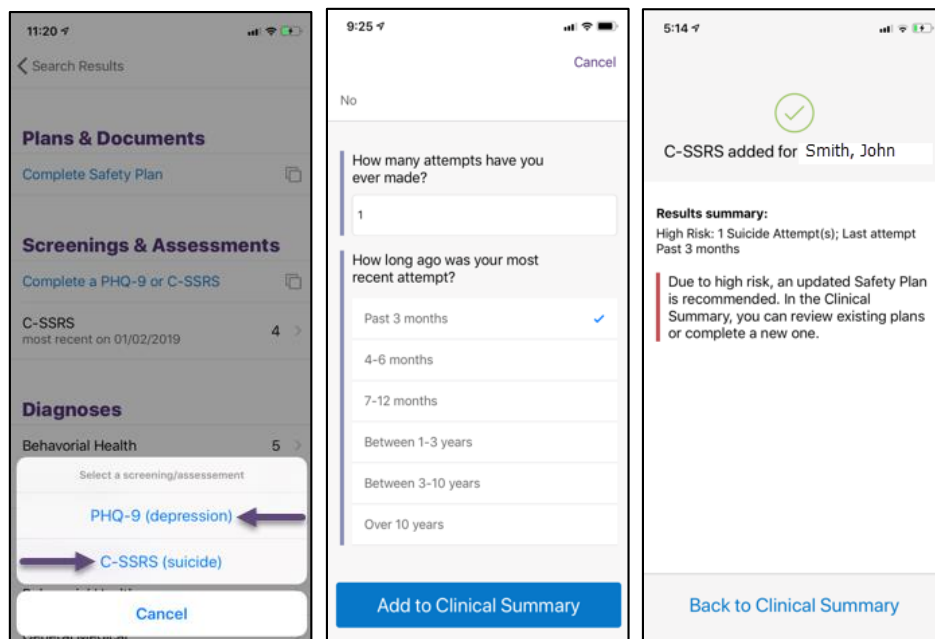 11:20
Search Results
Plans & Documents
Complete Safety Plan
Screenings & Assessments
Complete a PHQ-9 or C-SSRS
C-SSRS
most recent on 01/02/2019
4
Diagnoses
Behavorial Health
5
Select a screening/assessement
PHQ-9 (depression)
C-SSRS (suicide)
Cancel
General Medical
9:25
Cancel
No
How many attempts have you
ever made?
1
How long ago was your most
recent attempt?
Past 3 months
4-6 months
7-12 months
Between 1-3 years
Between 3-10 years
Over 10 years
Add to Clinical Summary
5:14
C-SSRS added for Smith, John
Results summary:
High Risk: 1 Suicide Attempt(s); Last attempt
Past 3 months
Due to high risk, an updated Safety Plan
is recommended. In the Clinical
Summary, you can review existing plans
or complete a new one.
Back to Clinical Summary